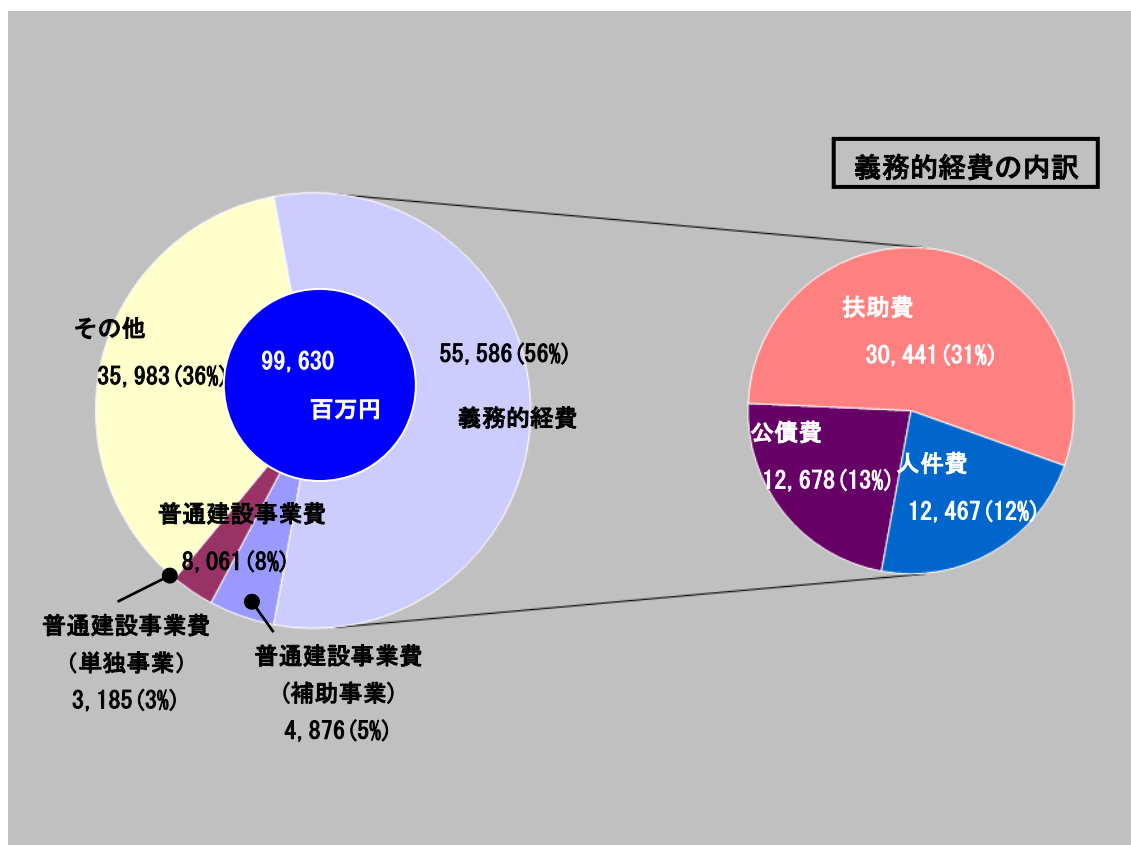 義務的経費の内訳
その他
35,983(36%)
99,630
百万円
55,586(56%)
義務的経費
普通建設事業費
8,061(8%)
普通建設事業費
(単独事業)
3,185(3%)
普通建設事業費
(補助事業)
4,876(5%)
扶助費
30,441(31%)
公債費
12,678(13%)
人件費
12,467(12%)